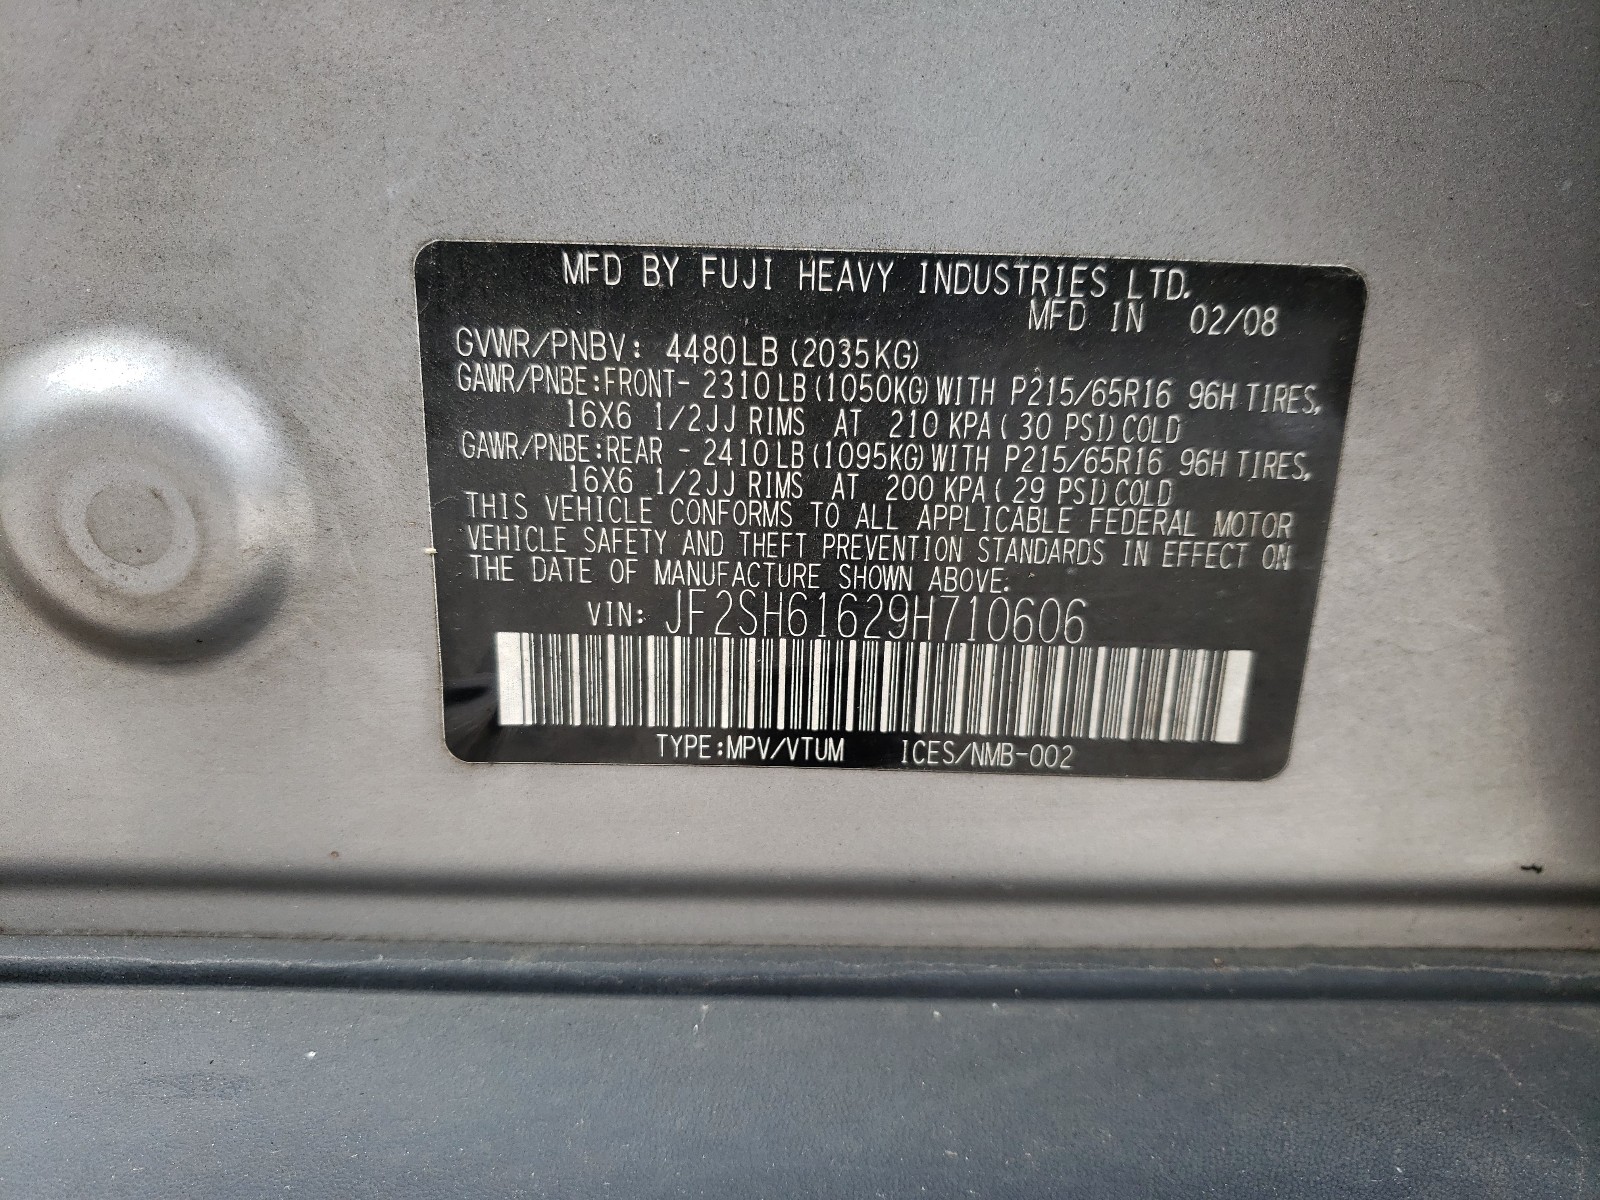 MFD BY FUJI HEAVY INDUSTRIES LTD.
MFD IN 02/08
GVWR/PNBV: 4480LB (2035KG)
GAWR/PNBE:FRONT- 2310LB (1050KG) WITH P215/65R16 96H TIRES,
16X6 1/2JJ RIMS AT 210 KPA ( 30 PSI) COLD
GAWR/PNBE:REAR - 2410LB (1095KG) WITH P215/65R16 96H TIRES,
16X6 1/2JJ RIMS AT 200 KPA ( 29 PSI) COLD
THIS VEHICLE CONFORMS TO ALL APPLICABLE FEDERAL MOTOR
VEHICLE SAFETY AND THEFT PREVENTION STANDARDS IN EFFECT ON
THE DATE OF MANUFACTURE SHOWN ABOVE.
VIN: JF2SH61629H710606
TYPE:MPV/VTUM ICES/NMB-002